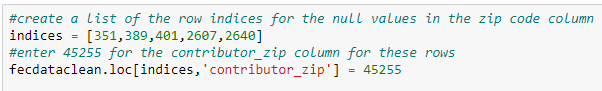 #create a list of the row indices for the null values in the zip code column
indices = [351,389,401,2607,2640]
#enter 45255 for the contributor_zip column for these rows
fecdataclean.loc[indices,'contributor_zip'] = 45255